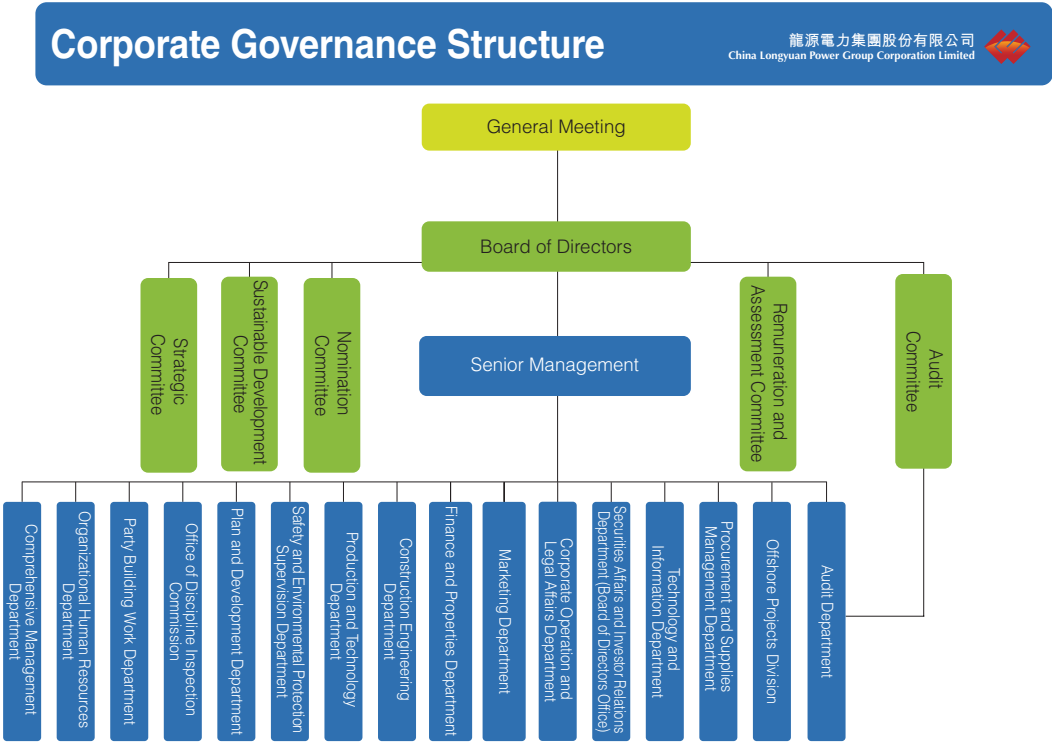 Corporate Governance Structure
龍源電力集團股份有限公司
China Longyuan Power Group Corporation Limited
General Meeting
Board of Directors
Strategic
Committee
Sustainable Development
Committee
Nomination
Committee
Senior Management
Remuneration and
Assessment Committee
Audit
Committee
Comprehensive Management
Department
Organizational Human Resources
Department
Party Building Work Department
Office of Discipline Inspection
Commission
Plan and Development Department
Safety and Environmental Protection
Supervision Department
Production and Technology
Department
Construction Engineering
Department
Finance and Properties Department
Marketing Department
Corporate Operation and
Legal Affairs Department
Securities Affairs and Investor Relations
Department (Board of Directors Office)
Technology and
Information Department
Procurement and Supplies
Management Department
Offshore Projects Division
Audit Department